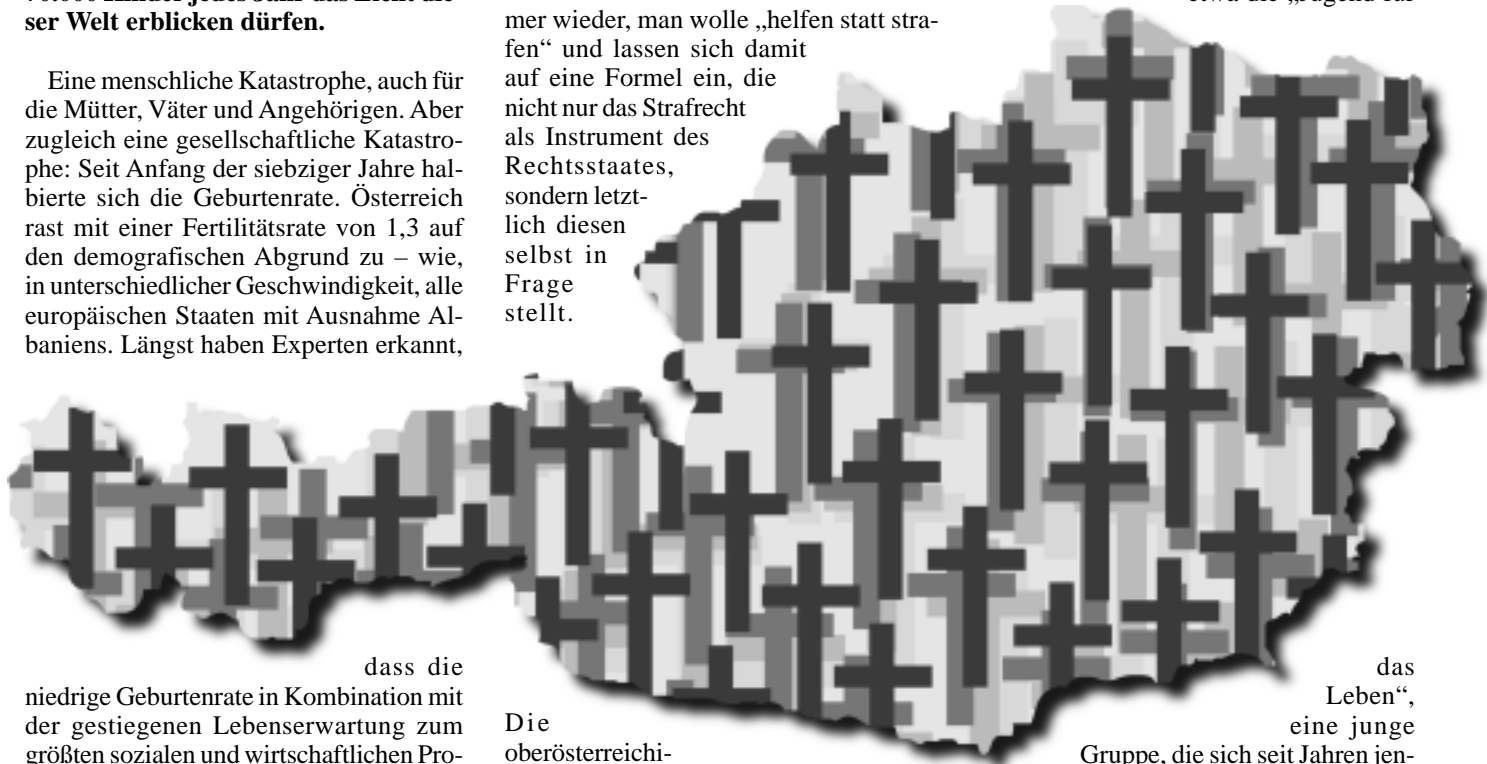 ser Welt erblicken dürfen.
Eine menschliche Katastrophe, auch für
die Mütter, Väter und Angehörigen. Aber
zugleich eine gesellschaftliche Katastro-
phe: Seit Anfang der siebziger Jahre hal-
bierte sich die Geburtenrate. Österreich
rast mit einer Fertilitätsrate von 1,3 auf
den demografischen Abgrund zu – wie,
in unterschiedlicher Geschwindigkeit, alle
europäischen Staaten mit Ausnahme Al-
baniens. Längst haben Experten erkannt,
dass die
niedrige Geburtenrate in Kombination mit
der gestiegenen Lebenserwartung zum
größten sozialen und wirtschaftlichen Pro-
mer wieder, man wolle „helfen statt stra-
fen“ und lassen sich damit
auf eine Formel ein, die
nicht nur das Strafrecht
als Instrument des
Rechtsstaates,
sondern letzt-
lich diesen
selbst in
Frage
stellt.
Die
oberösterreichi-
das
Leben“,
eine junge
Gruppe, die sich seit Jahren jen-